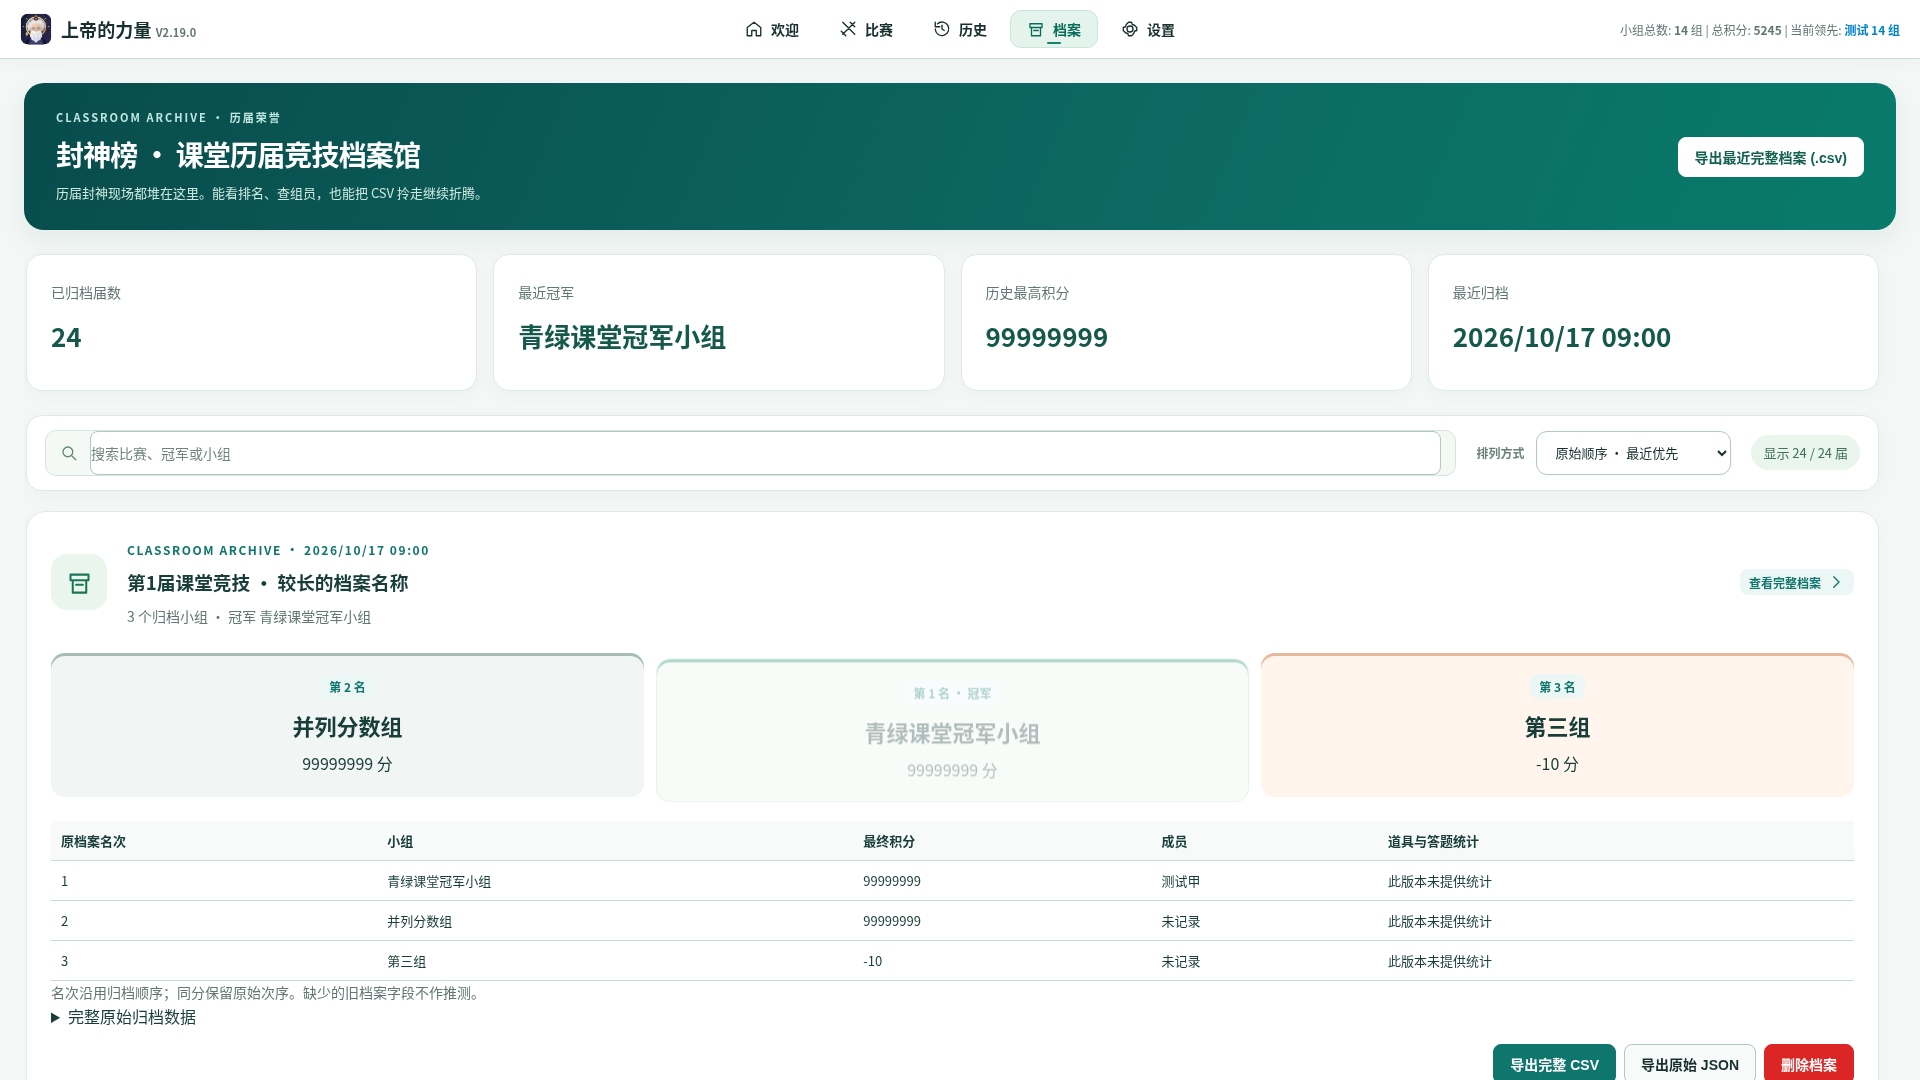 上帝的力量 V2.19.0
欢迎
比赛
历史
档案
设置
小组总数: 14 组 | 总积分: 5245 | 当前领先: 测试 14 组
CLASSROOM ARCHIVE · 历届荣誉
封神榜 · 课堂历届竞技档案馆
历届封神现场都堆在这里。能看排名、查组员，也能把 CSV 拎走继续折腾。
导出最近完整档案 (.csv)
已归档届数
24
最近冠军
青绿课堂冠军小组
历史最高积分
99999999
最近归档
2026/10/17 09:00
搜索比赛、冠军或小组
排列方式
原始顺序 · 最近优先
显示 24 / 24 届
CLASSROOM ARCHIVE · 2026/10/17 09:00
第1届课堂竞技 · 较长的档案名称
3 个归档小组 · 冠军 青绿课堂冠军小组
查看完整档案
第 2 名
并列分数组
99999999 分
第 1 名 · 冠军
青绿课堂冠军小组
99999999 分
第 3 名
第三组
-10 分
原档案名次 小组 最终积分 成员 道具与答题统计
1 青绿课堂冠军小组 99999999 测试甲 此版本未提供统计
2 并列分数组 99999999 未记录 此版本未提供统计
3 第三组 -10 未记录 此版本未提供统计
名次沿用归档顺序；同分保留原始次序。缺少的旧档案字段不作推测。
完整原始归档数据
导出完整 CSV
导出原始 JSON
删除档案